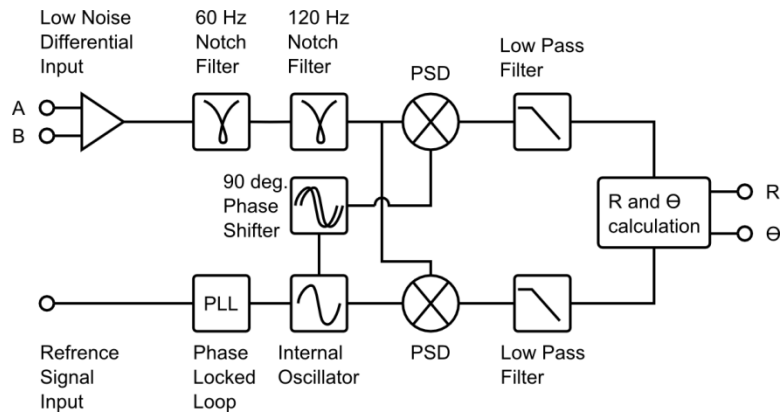 Low Noise
Differential
Input
60 Hz
Notch
Filter
120 Hz
Notch
Filter
PSD
Low Pass
Filter
A
B
90 deg.
Phase
Shifter
R and Θ
calculation
R
Θ
PLL
Refrence
Signal
Input
Phase
Locked
Loop
Internal
Oscillator
PSD
Low Pass
Filter